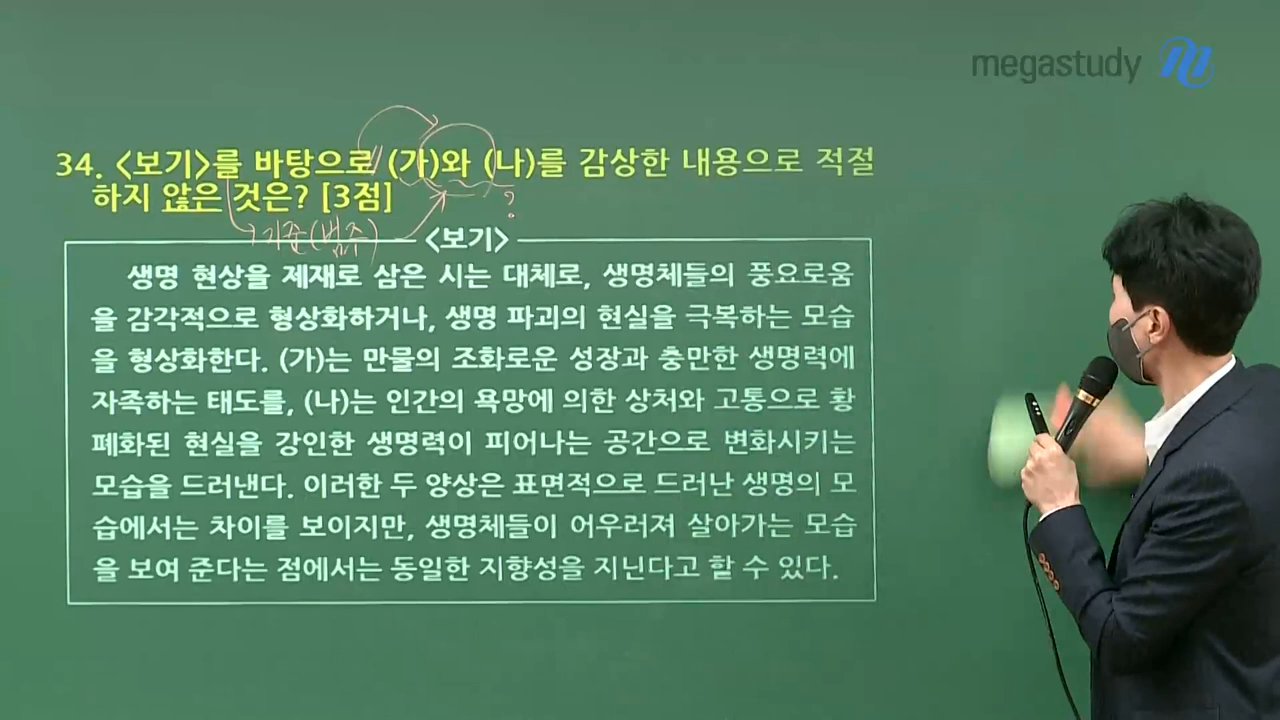 megastudy
34. <보기>를 바탕으로 (가)와 (나)를 감상한 내용으로 적절
하지 않은 것은? [3점]
?
기준(범주)
<보기>
생명 현상을 제재로 삼은 시는 대체로, 생명체들의 풍요로움
을 감각적으로 형상화하거나, 생명 파괴의 현실을 극복하는 모습
을 형상화한다. (가)는 만물의 조화로운 성장과 충만한 생명력에
자족하는 태도를, (나)는 인간의 욕망에 의한 상처와 고통으로 황
폐화된 현실을 강인한 생명력이 피어나는 공간으로 변화시키는
모습을 드러낸다. 이러한 두 양상은 표면적으로 드러난 생명의 모
습에서는 차이를 보이지만, 생명체들이 어우러져 살아가는 모습
을 보여 준다는 점에서는 동일한 지향성을 지닌다고 할 수 있다.